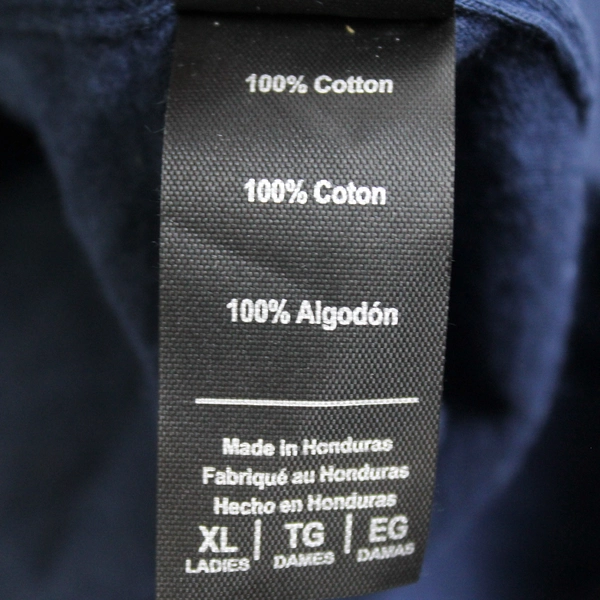 100% Cotton
100% Coton
100% Algodón
Made in Honduras
Fabriqué au Honduras
Hecho en Honduras
XL | TG | EG
LADIES DAMES DAMAS